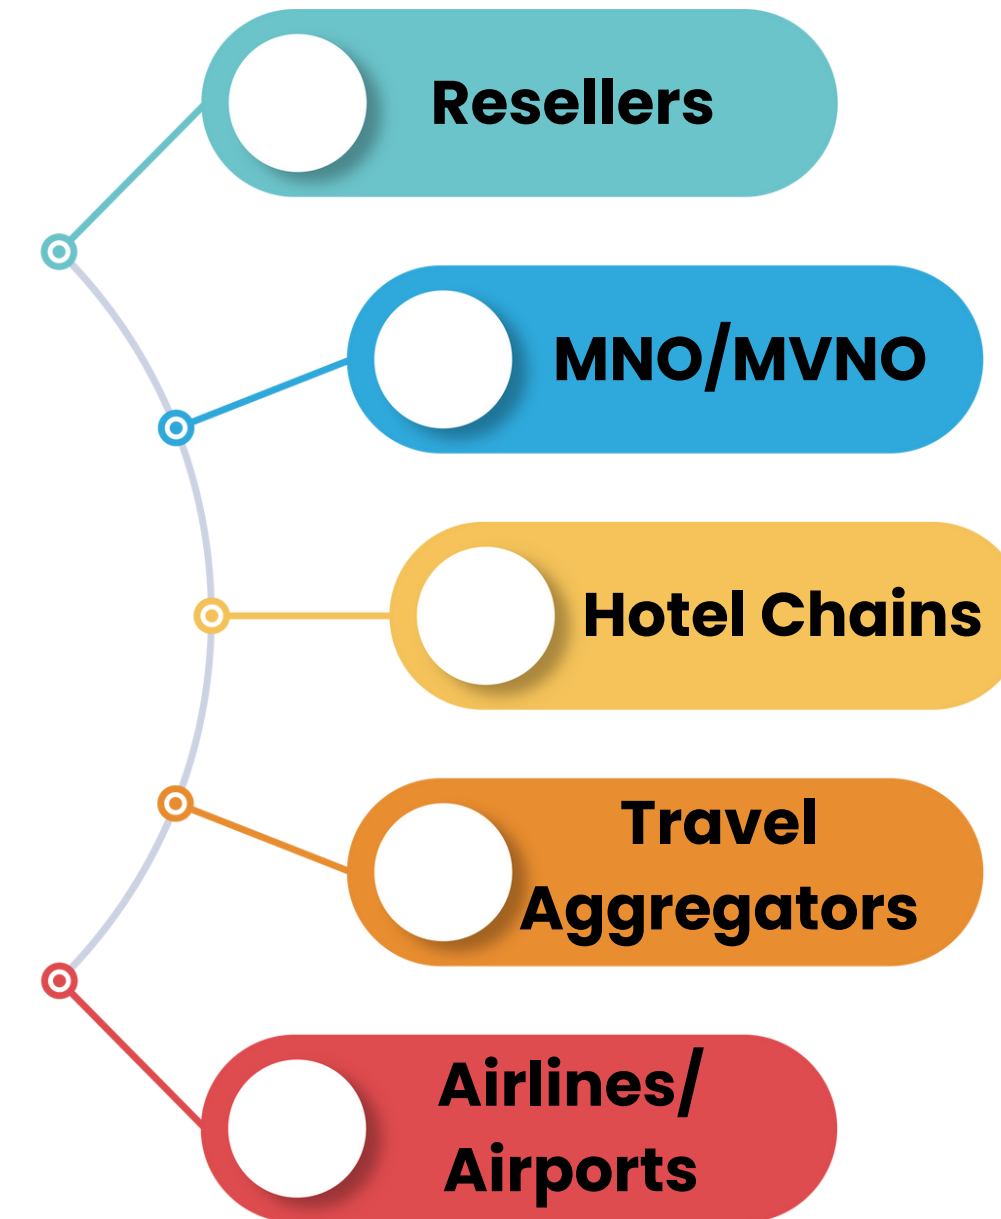 Resellers
MNO/MVNO
Hotel Chains
Travel
Aggregators
Airlines/
Airports